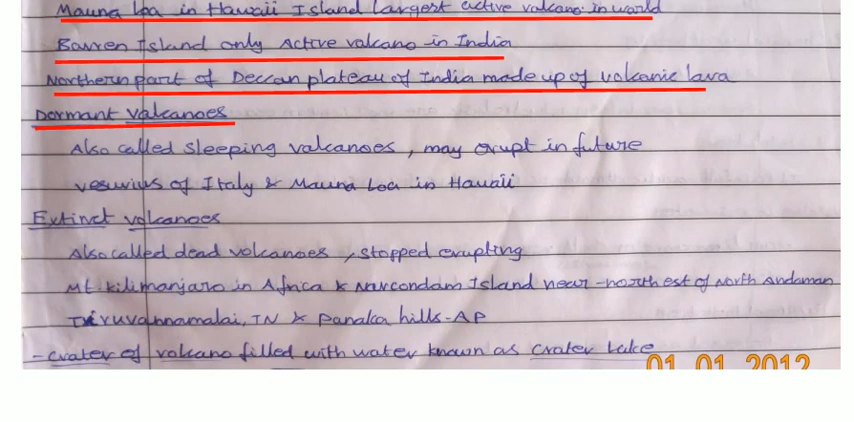 Mauna Loa in Hawaii Island largest active volcano in world
Barren Island only active volcano in India
Northern part of Deccan plateau of India made up of volcanic lava
Dormant volcanoes
Also called sleeping volcanoes, may erupt in future
vesuvius of Italy & Mauna Loa in Hawaii
Extinct volcanoes
Also called dead volcanoes, stopped erupting
Mt. Kilimanjaro in Africa & Narcondam Island near -north est of North Andaman
Tiruvannamalai, TN & Panaka hills-AP
-Crater of volcano filled with water known as crater lake
01 01 2012